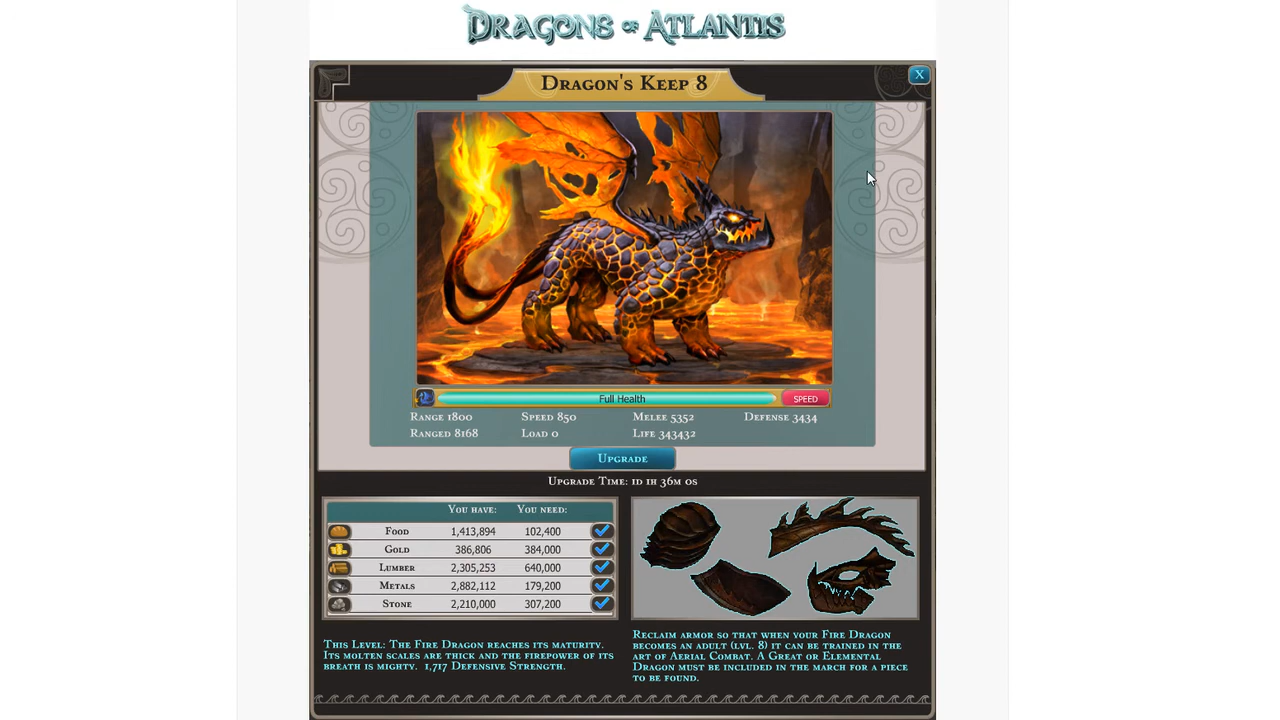 Dragons of Atlantis
Dragon's Keep 8
X
Full Health
SPEED
Range 1800 Speed 850 Melee 5352 Defense 3434
Ranged 8168 Load 0 Life 343432
Upgrade
Upgrade Time: 1d 1h 36m 0s
You Have: You Need:
Food 1,413,894 102,400
Gold 386,806 384,000
Lumber 2,305,253 640,000
Metals 2,882,112 179,200
Stone 2,210,000 307,200
This Level: The Fire Dragon reaches its maturity.
Its molten scales are thick and the firepower of its
breath is mighty. 1,717 Defensive Strength.
Reclaim armor so that when your Fire Dragon
becomes an adult (lvl. 8) it can be trained in the
art of Aerial Combat. A Great or Elemental
Dragon must be included in the march for a piece
to be found.